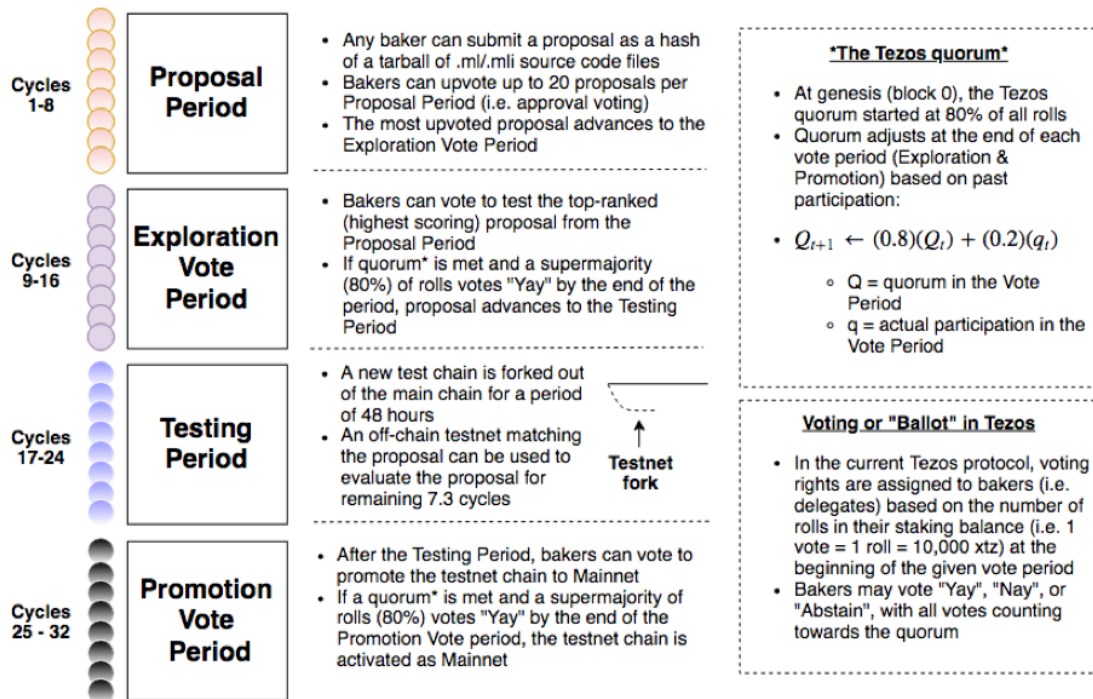 Cycles
1-8
Proposal
Period
• Any baker can submit a proposal as a hash
of a tarball of .ml/.mli source code files
• Bakers can upvote up to 20 proposals per
Proposal Period (i.e. approval voting)
• The most upvoted proposal advances to the
Exploration Vote Period
Cycles
9-16
Exploration
Vote
Period
• Bakers can vote to test the top-ranked
(highest scoring) proposal from the
Proposal Period
• If quorum* is met and a supermajority
(80%) of rolls votes "Yay" by the end of the
period, proposal advances to the Testing
Period
Cycles
17-24
Testing
Period
• A new test chain is forked out
of the main chain for a period
of 48 hours
• An off-chain testnet matching
the proposal can be used to
evaluate the proposal for
remaining 7.3 cycles
Testnet
fork
Cycles
25 - 32
Promotion
Vote
Period
• After the Testing Period, bakers can vote to
promote the testnet chain to Mainnet
• If a quorum* is met and a supermajority of
rolls (80%) votes "Yay" by the end of the
Promotion Vote period, the testnet chain is
activated as Mainnet
*The Tezos quorum*
• At genesis (block 0), the Tezos
quorum started at 80% of all rolls
• Quorum adjusts at the end of each
vote period (Exploration &
Promotion) based on past
participation:
• Qₜ₊₁ ← (0.8)(Qₜ) + (0.2)(qₜ)
○ Q = quorum in the Vote
Period
○ q = actual participation in the
Vote Period
Voting or "Ballot" in Tezos
• In the current Tezos protocol, voting
rights are assigned to bakers (i.e.
delegates) based on the number of
rolls in their staking balance (i.e. 1
vote = 1 roll = 10,000 xtz) at the
beginning of the given vote period
• Bakers may vote "Yay", "Nay", or
"Abstain", with all votes counting
towards the quorum